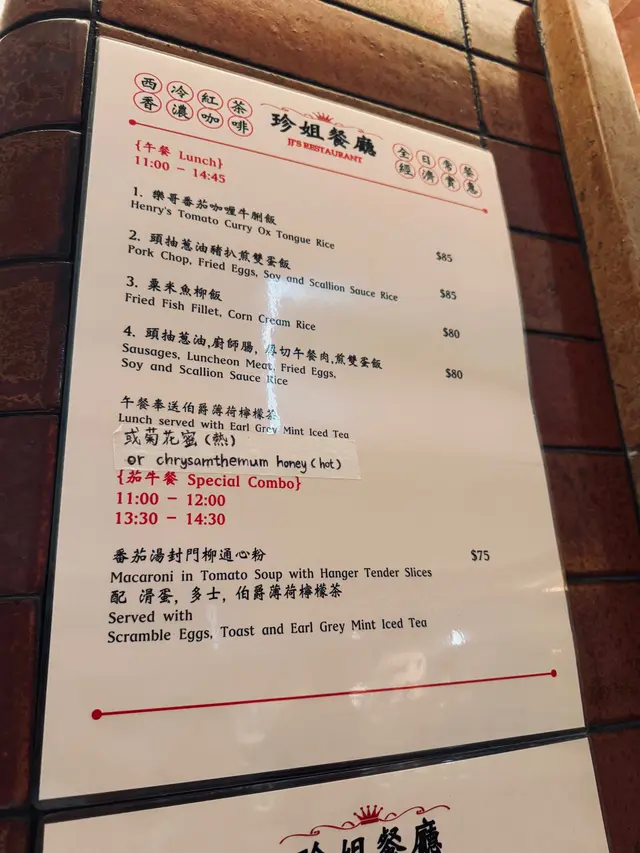 西冷紅茶
香濃咖啡
珍姐餐廳
JJ'S RESTAURANT
全日常餐
經濟實惠
{午餐 Lunch}
11:00 - 14:45
1. 樂哥番茄咖喱牛脷飯
Henry's Tomato Curry Ox Tongue Rice $85
2. 頭抽蔥油豬扒煎雙蛋飯
Pork Chop, Fried Eggs, Soy and Scallion Sauce Rice $85
3. 粟米魚柳飯
Fried Fish Fillet, Corn Cream Rice $80
4. 頭抽蔥油,廚師腸, 厚切午餐肉,煎雙蛋飯
Sausages, Luncheon Meat, Fried Eggs, $80
Soy and Scallion Sauce Rice
午餐奉送伯爵薄荷檸檬茶
Lunch served with Earl Grey Mint Iced Tea
或菊花蜜(熱)
or chrysamthemum honey (hot)
{茄牛餐 Special Combo}
11:00 - 12:00
13:30 - 14:30
番茄湯封門柳通心粉 $75
Macaroni in Tomato Soup with Hanger Tender Slices
配 滑蛋, 多士, 伯爵薄荷檸檬茶
Served with
Scramble Eggs, Toast and Earl Grey Mint Iced Tea
珍姐餐廳